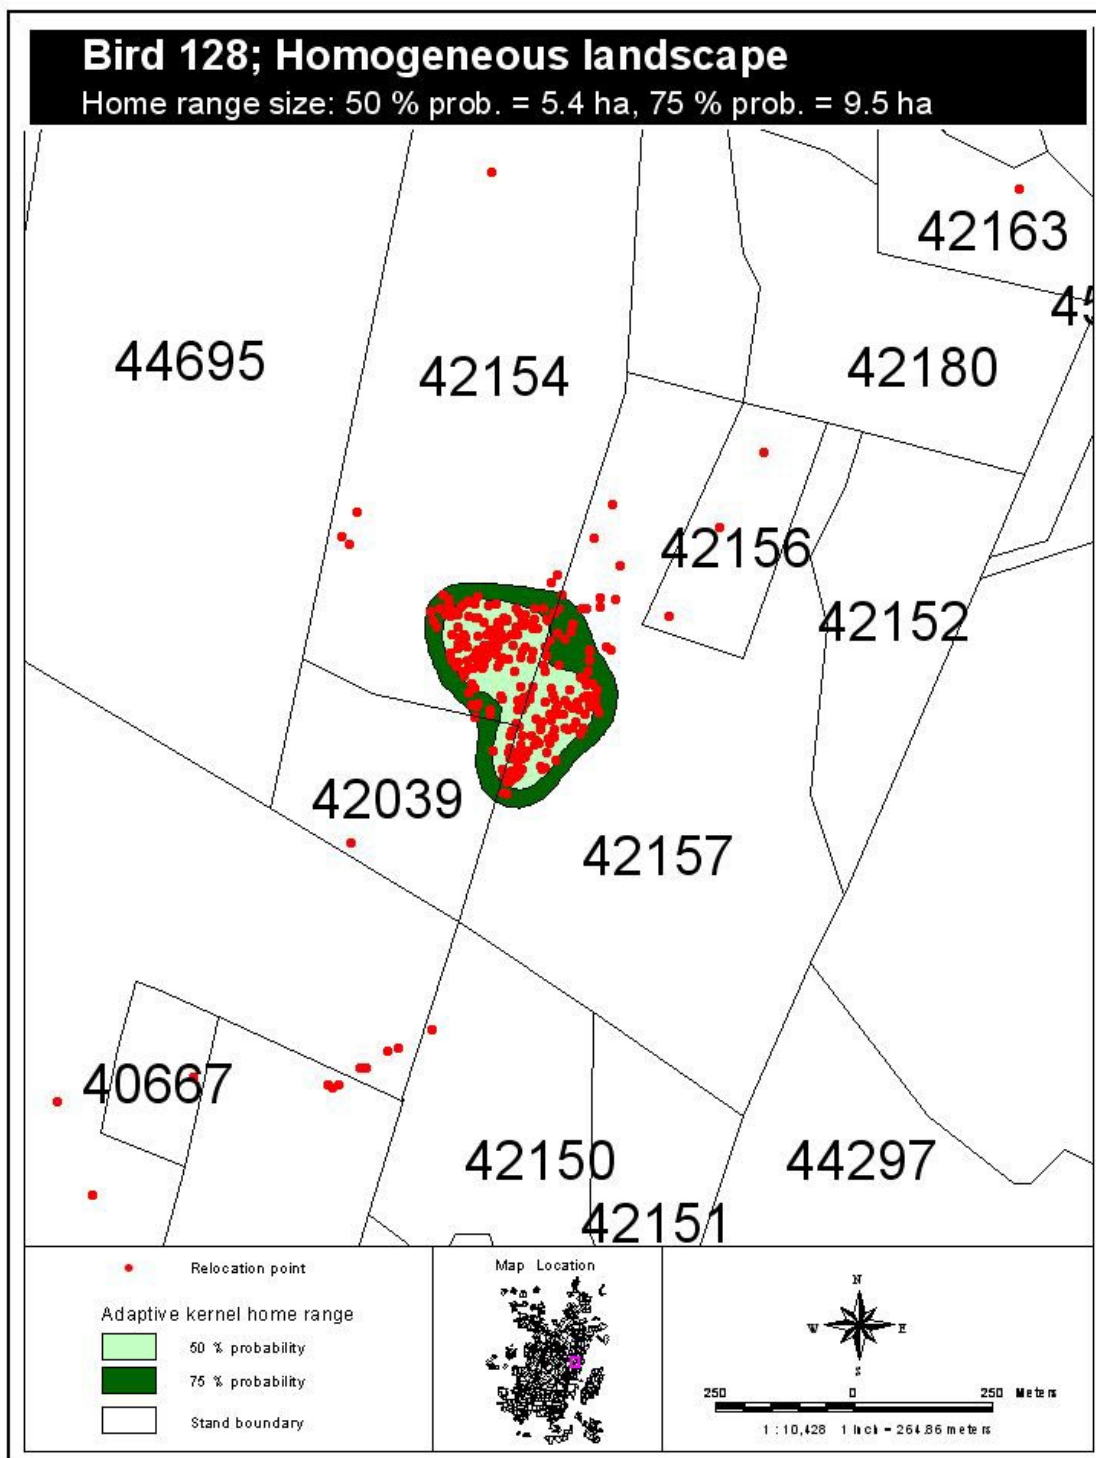 Bird 128; Homogeneous landscape
Home range size: 50 % prob. = 5.4 ha, 75 % prob. = 9.5 ha
42163
45
44695
42154
42180
42156
42152
42039
42157
40667
42150
44297
42151
Relocation point
Adaptive kernel home range
50 % probability
75 % probability
Stand boundary
Map Location
N
W E
S
250 0 250 Meters
1 : 10,428 1 Inch = 264.86 meters